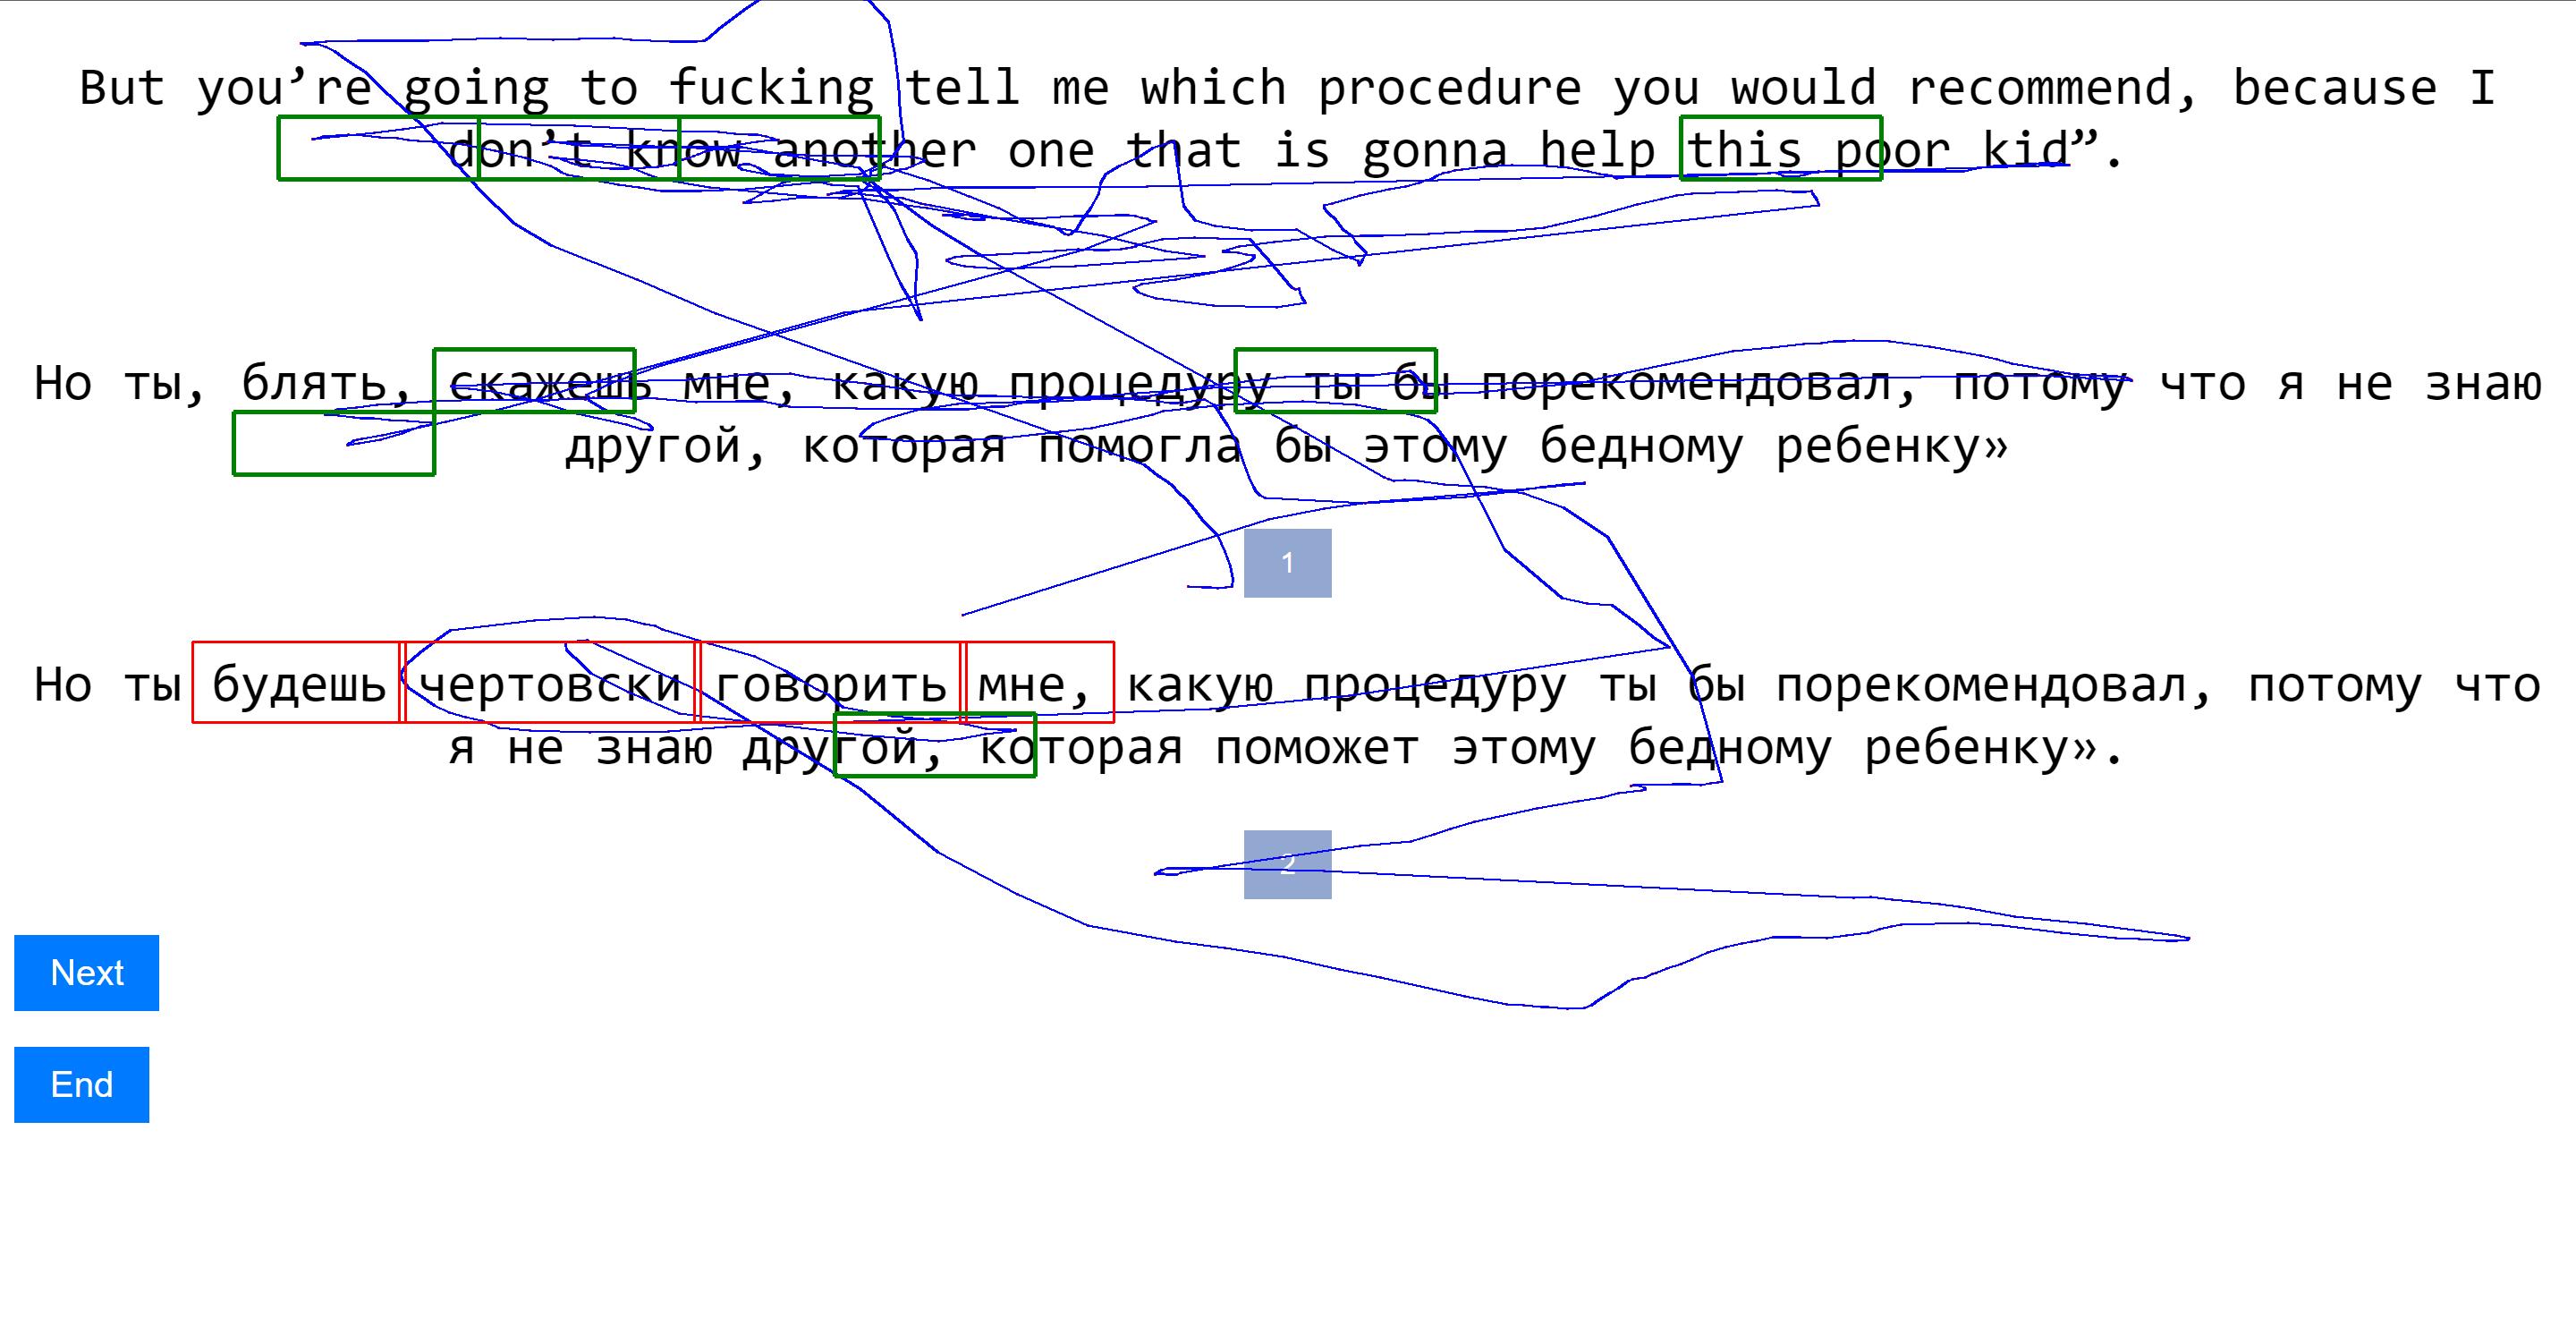 But you’re going to fucking tell me which procedure you would recommend, because I
don’t know another one that is gonna help this poor kid”.
Но ты, блять, скажешь мне, какую процедуру ты бы порекомендовал, потому что я не знаю
другой, которая помогла бы этому бедному ребенку»
1
Но ты будешь чертовски говорить мне, какую процедуру ты бы порекомендовал, потому что
я не знаю другой, которая поможет этому бедному ребенку».
2
Next
End